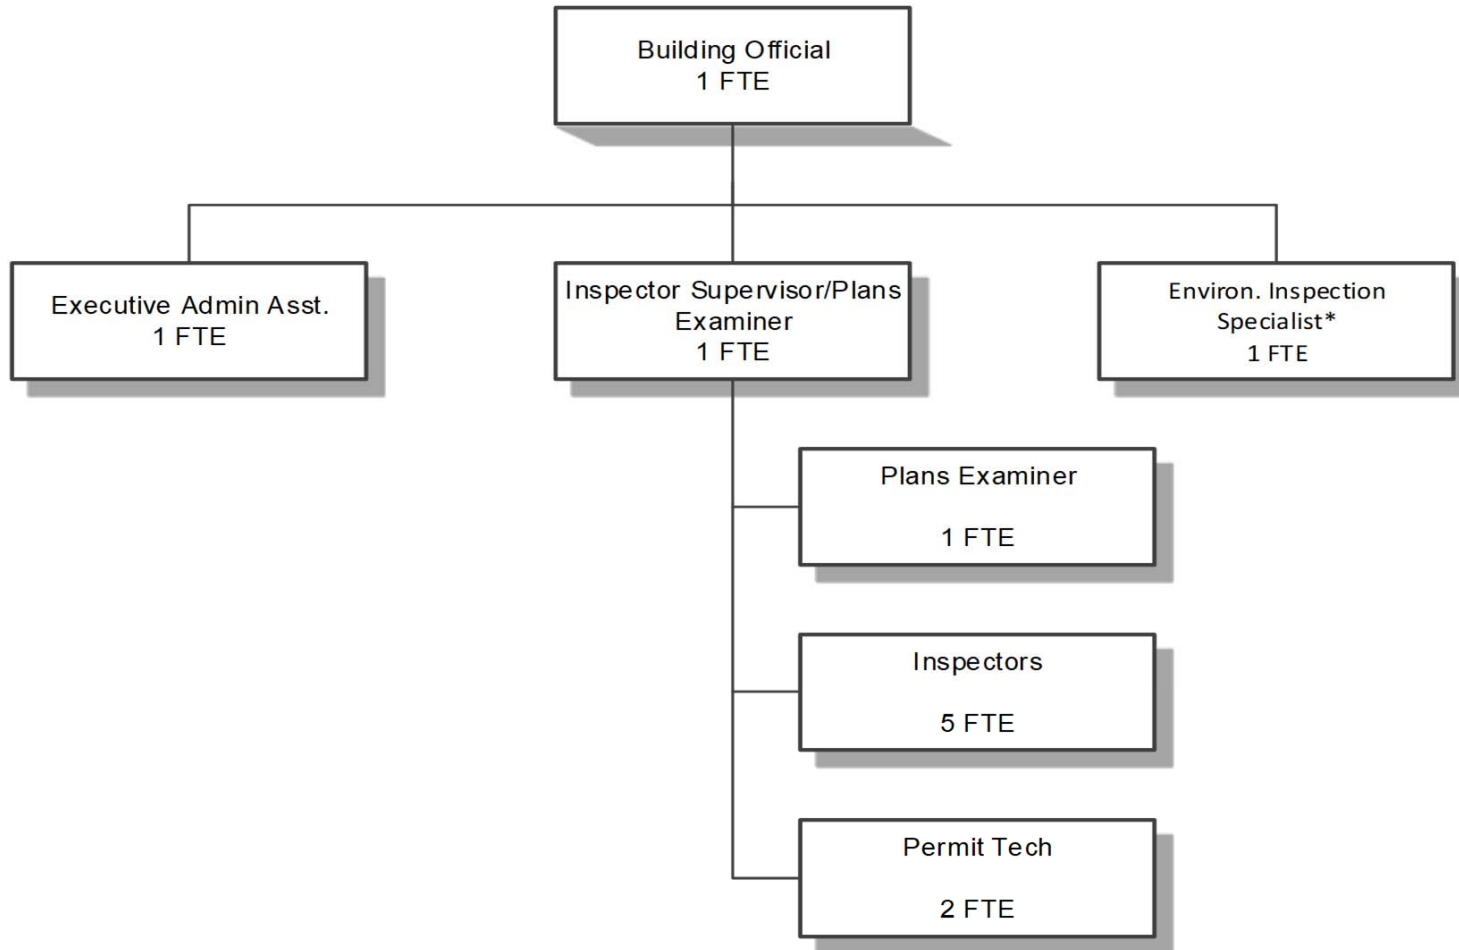 Building Official
1 FTE
Executive Admin Asst.
1 FTE
Inspector Supervisor/Plans
Examiner
1 FTE
Environ. Inspection
Specialist*
1 FTE
Plans Examiner
1 FTE
Inspectors
5 FTE
Permit Tech
2 FTE